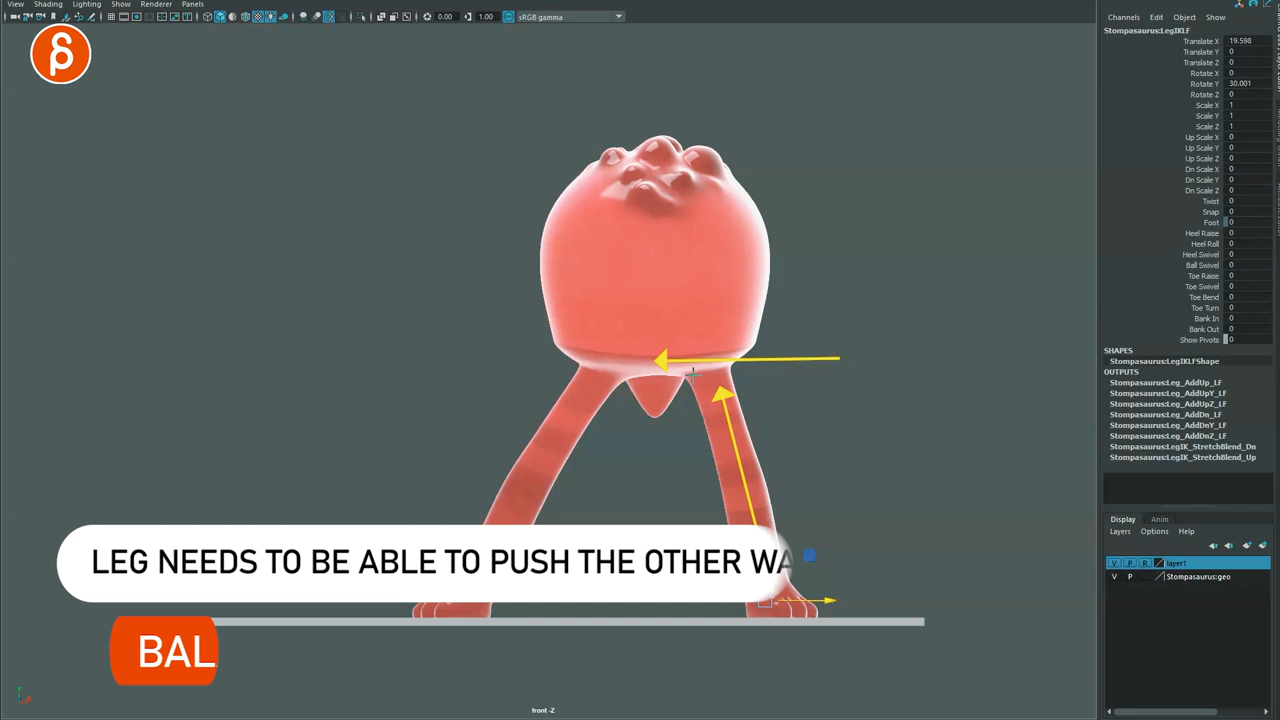 View Shading Lighting Show Renderer Panels
0.00 1.00 sRGB gamma
Channels Edit Object Show
Stompasaurus:LegIKLF
Translate X 19.598
Translate Y 0
Translate Z 0
Rotate X 0
Rotate Y 30.001
Rotate Z 0
Scale X 1
Scale Y 1
Scale Z 1
Up Scale X 0
Up Scale Y 0
Up Scale Z 0
Dn Scale X 0
Dn Scale Y 0
Dn Scale Z 0
Twist 0
Snap 0
Foot 0
Heel Raise 0
Heel Roll 0
Heel Swivel 0
Ball Swivel 0
Toe Raise 0
Toe Swivel 0
Toe Bend 0
Toe Turn 0
Bank In 0
Bank Out 0
Show Pivots 0
SHAPES
Stompasaurus:LegIKLFShape
OUTPUTS
Stompasaurus:Leg_AddUp_LF
Stompasaurus:Leg_AddUpY_LF
Stompasaurus:Leg_AddUpZ_LF
Stompasaurus:Leg_AddDn_LF
Stompasaurus:Leg_AddDnY_LF
Stompasaurus:Leg_AddDnZ_LF
Stompasaurus:LegIK_StretchBlend_Dn
Stompasaurus:LegIK_StretchBlend_Up
Display Anim
Layers Options Help
V P R layer1
V P Stompasaurus:geo
LEG NEEDS TO BE ABLE TO PUSH THE OTHER WA
BAL
front -Z